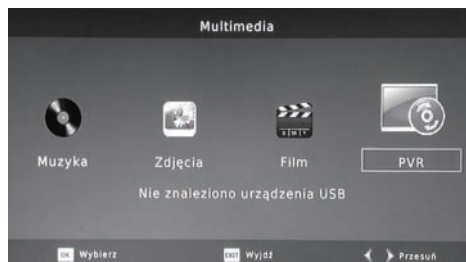 Multimedia
Muzyka Zdjęcia Film PVR
Nie znaleziono urządzenia USB
OK Wybierz EXIT Wyjdź Przesuń